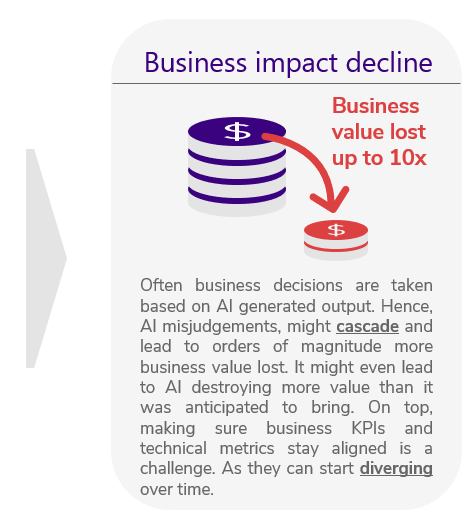 Business impact decline
Business
value lost
up to 10x
$
$
Often business decisions are taken
based on AI generated output. Hence,
AI misjudgements, might cascade and
lead to orders of magnitude more
business value lost. It might even lead
to AI destroying more value than it
was anticipated to bring. On top,
making sure business KPIs and
technical metrics stay aligned is a
challenge. As they can start diverging
over time.